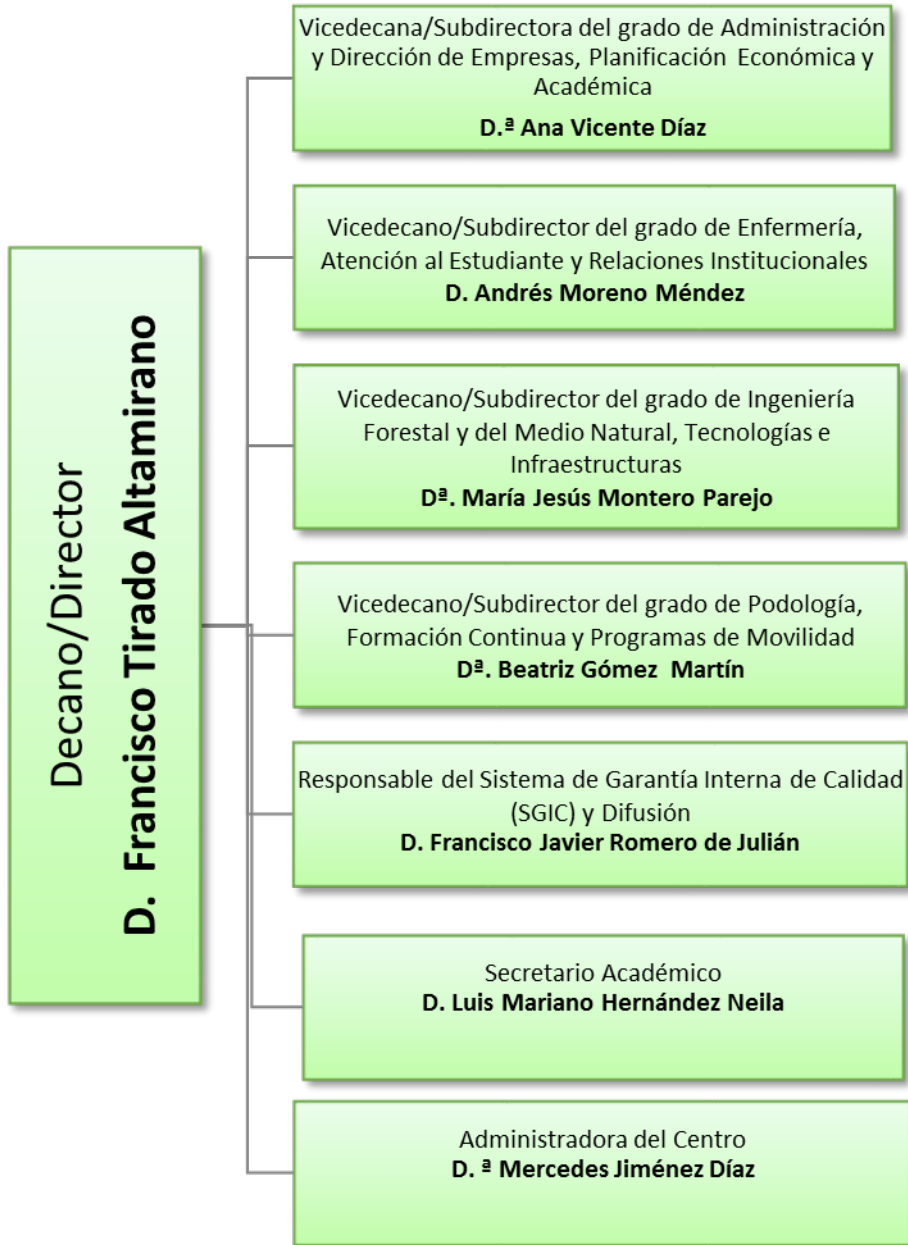 Decano/Director
D. Francisco Tirado Altamirano
Vicedecana/Subdirectora del grado de Administración
y Dirección de Empresas, Planificación Económica y
Académica
D.ª Ana Vicente Díaz
Vicedecano/Subdirector del grado de Enfermería,
Atención al Estudiante y Relaciones Institucionales
D. Andrés Moreno Méndez
Vicedecano/Subdirector del grado de Ingeniería
Forestal y del Medio Natural, Tecnologías e
Infraestructuras
Dª. María Jesús Montero Parejo
Vicedecano/Subdirector del grado de Podología,
Formación Continua y Programas de Movilidad
Dª. Beatriz Gómez Martín
Responsable del Sistema de Garantía Interna de Calidad
(SGIC) y Difusión
D. Francisco Javier Romero de Julián
Secretario Académico
D. Luis Mariano Hernández Neila
Administradora del Centro
D. ª Mercedes Jiménez Díaz